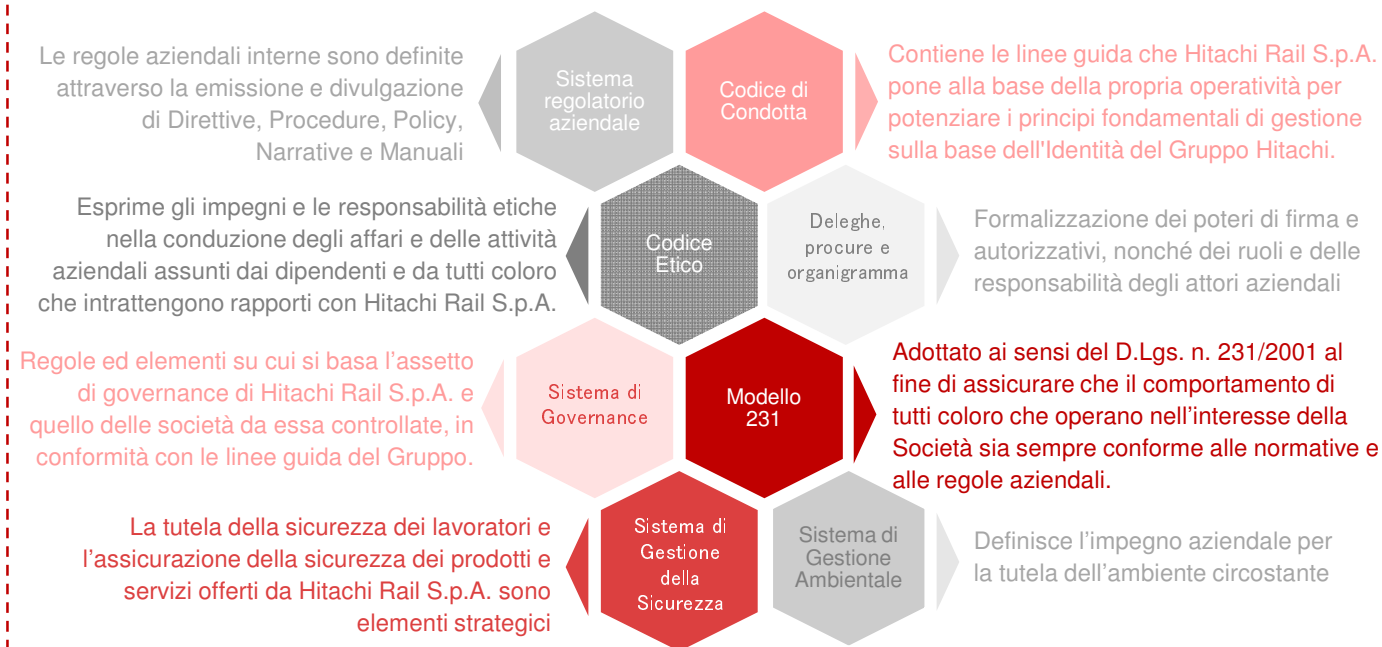 Le regole aziendali interne sono definite
attraverso la emissione e divulgazione
di Direttive, Procedure, Policy,
Narrative e Manuali
Sistema
regolatorio
aziendale
Codice di
Condotta
Contiene le linee guida che Hitachi Rail S.p.A.
pone alla base della propria operatività per
potenziare i principi fondamentali di gestione
sulla base dell'Identità del Gruppo Hitachi.
Esprime gli impegni e le responsabilità etiche
nella conduzione degli affari e delle attività
aziendali assunti dai dipendenti e da tutti coloro
che intrattengono rapporti con Hitachi Rail S.p.A.
Codice
Etico
Deleghe,
procure e
organigramma
Formalizzazione dei poteri di firma e
autorizzativi, nonché dei ruoli e delle
responsabilità degli attori aziendali
Regole ed elementi su cui si basa l’assetto
di governance di Hitachi Rail S.p.A. e
quello delle società da essa controllate, in
conformità con le linee guida del Gruppo.
Sistema di
Governance
Modello
231
Adottato ai sensi del D.Lgs. n. 231/2001 al
fine di assicurare che il comportamento di
tutti coloro che operano nell’interesse della
Società sia sempre conforme alle normative e
alle regole aziendali.
La tutela della sicurezza dei lavoratori e
l’assicurazione della sicurezza dei prodotti e
servizi offerti da Hitachi Rail S.p.A. sono
elementi strategici
Sistema di
Gestione
della
Sicurezza
Sistema di
Gestione
Ambientale
Definisce l’impegno aziendale per
la tutela dell’ambiente circostante